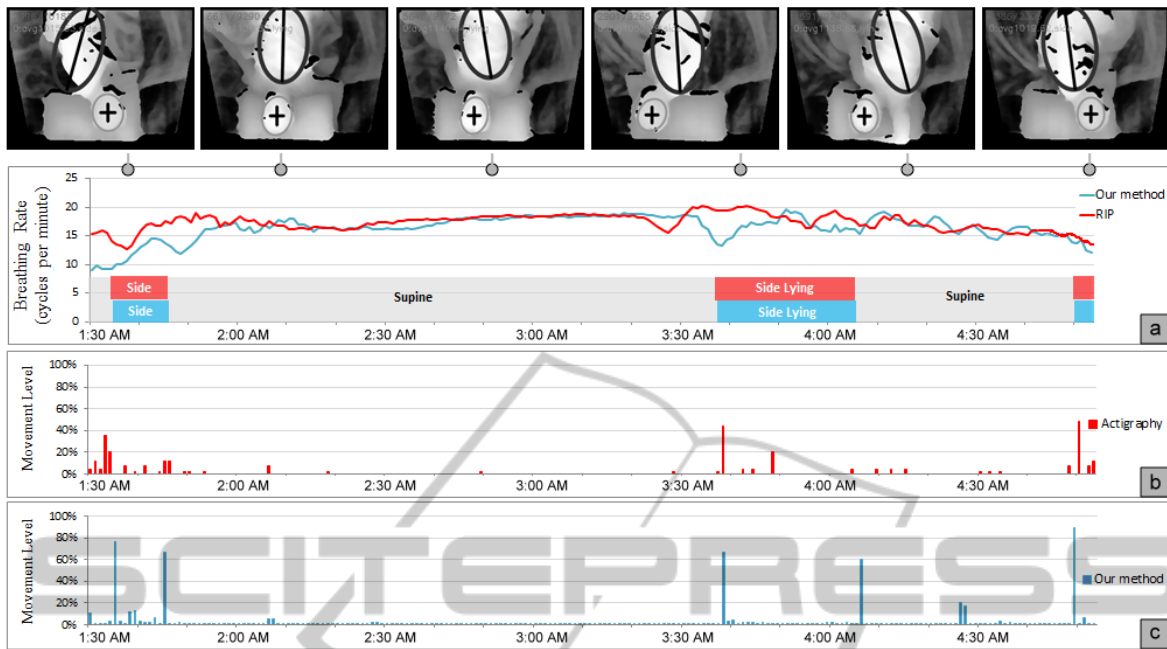 25
20
15
10
5
0
Breathing Rate
(cycles per minute)
Our method
RIP
Side
Side
Supine
Side Lying
Side Lying
Supine
1:30 AM 2:00 AM 2:30 AM 3:00 AM 3:30 AM 4:00 AM 4:30 AM
a
100%
80%
60%
40%
20%
0%
Movement Level
Actigraphy
1:30 AM 2:00 AM 2:30 AM 3:00 AM 3:30 AM 4:00 AM 4:30 AM
b
100%
80%
60%
40%
20%
0%
Movement Level
Our method
1:30 AM 2:00 AM 2:30 AM 3:00 AM 3:30 AM 4:00 AM 4:30 AM
c
SCITEPRESS